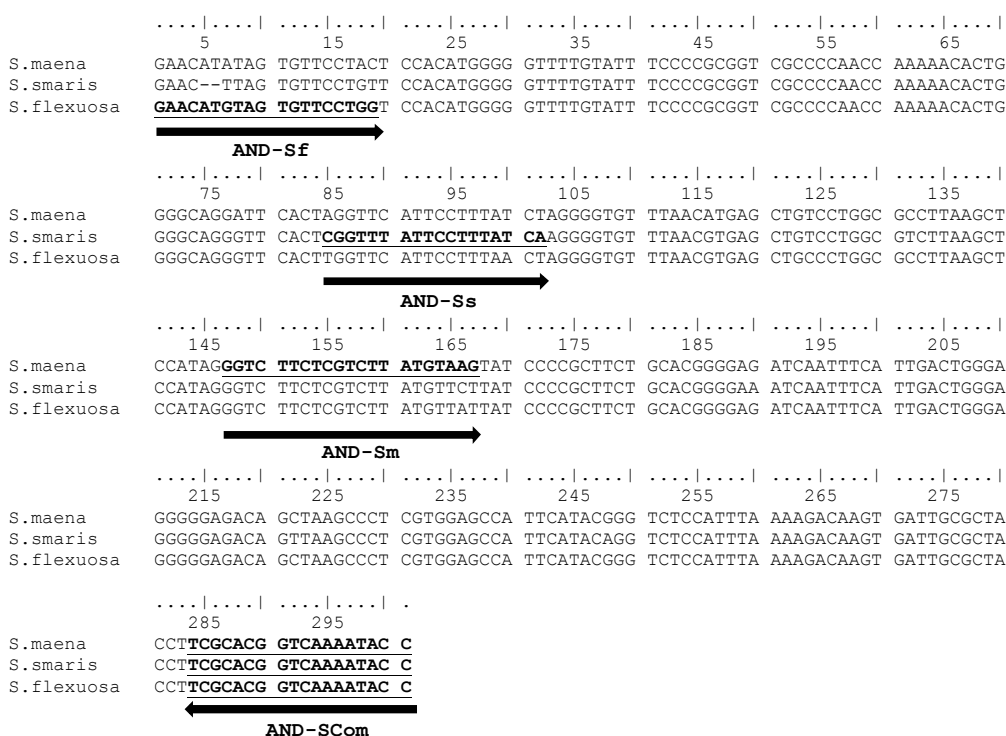 ....|....| ....|....| ....|....| ....|....| ....|....| ....|....| ....|....|
5 15 25 35 45 55 65
S.maena GAACATATAG TGTTCCTACT CCACATGGGG GTTTTGTATT TCCCCGCGGT CGCCCCAACC AAAAACACTG
S.smaris GAAC--TTAG TGTTCCTGTT CCACATGGGG GTTTTGTATT TCCCCGCGGT CGCCCCAACC AAAAACACTG
S.flexuosa GAACATGTAG TGTTCCTGGT CCACATGGGG GTTTTGTATT TCCCCGCGGT CGCCCCAACC AAAAACACTG
AND-Sf
....|....| ....|....| ....|....| ....|....| ....|....| ....|....| ....|....|
75 85 95 105 115 125 135
S.maena GGGCAGGATT CACTAGGTTC ATTCCTTTAT CTAGGGGTGT TTAACATGAG CTGTCCTGGC GCCTTAAGCT
S.smaris GGGCAGGGTT CACTCGGTTT ATTCCTTTAT CAAGGGGTGT TTAACGTGAG CTGTCCTGGC GTCTTAAGCT
S.flexuosa GGGCAGGGTT CACTTGGTTC ATTCCTTTAA CTAGGGGTGT TTAACGTGAG CTGCCCTGGC GCCTTAAGCT
AND-Ss
....|....| ....|....| ....|....| ....|....| ....|....| ....|....| ....|....|
145 155 165 175 185 195 205
S.maena CCATAGGGTC TTCTCGTCTT ATGTAAGTAT CCCCGCTTCT GCACGGGGAG ATCAATTTCA TTGACTGGGA
S.smaris CCATAGGGTC TTCTCGTCTT ATGTTCTTAT CCCCGCTTCT GCACGGGGAA ATCAATTTCA TTGACTGGGA
S.flexuosa CCATAGGGTC TTCTCGTCTT ATGTTATTAT CCCCGCTTCT GCACGGGGAG ATCAATTTCA TTGACTGGGA
AND-Sm
....|....| ....|....| ....|....| ....|....| ....|....| ....|....| ....|....|
215 225 235 245 255 265 275
S.maena GGGGGAGACA GCTAAGCCCT CGTGGAGCCA TTCATACGGG TCTCCATTTA AAAGACAAGT GATTGCGCTA
S.smaris GGGGGAGACA GTTAAGCCCT CGTGGAGCCA TTCATACAGG TCTCCATTTA AAAGACAAGT GATTGCGCTA
S.flexuosa GGGGGAGACA GCTAAGCCCT CGTGGAGCCA TTCATACGGG TCTCCATTTA AAAGACAAGT GATTGCGCTA
....|....| ....|....| .
285 295
S.maena CCTTCGCACG GTCAAAATAC C
S.smaris CCTTCGCACG GTCAAAATAC C
S.flexuosa CCTTCGCACG GTCAAAATAC C
AND-SCom